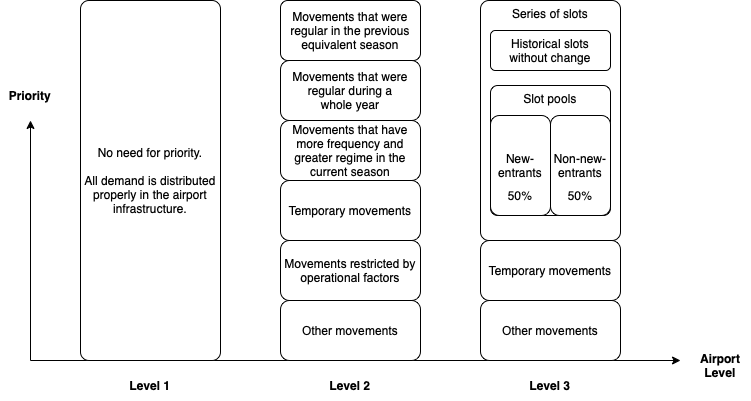 Priority
No need for priority.
All demand is distributed
properly in the airport
infrastructure.
Level 1
Movements that were
regular in the previous
equivalent season
Movements that were
regular during a
whole year
Movements that have
more frequency and
greater regime in the
current season
Temporary movements
Movements restricted by
operational factors
Other movements
Level 2
Series of slots
Historical slots
without change
Slot pools
New-
entrants
50%
Non-new-
entrants
50%
Temporary movements
Other movements
Level 3
Airport
Level